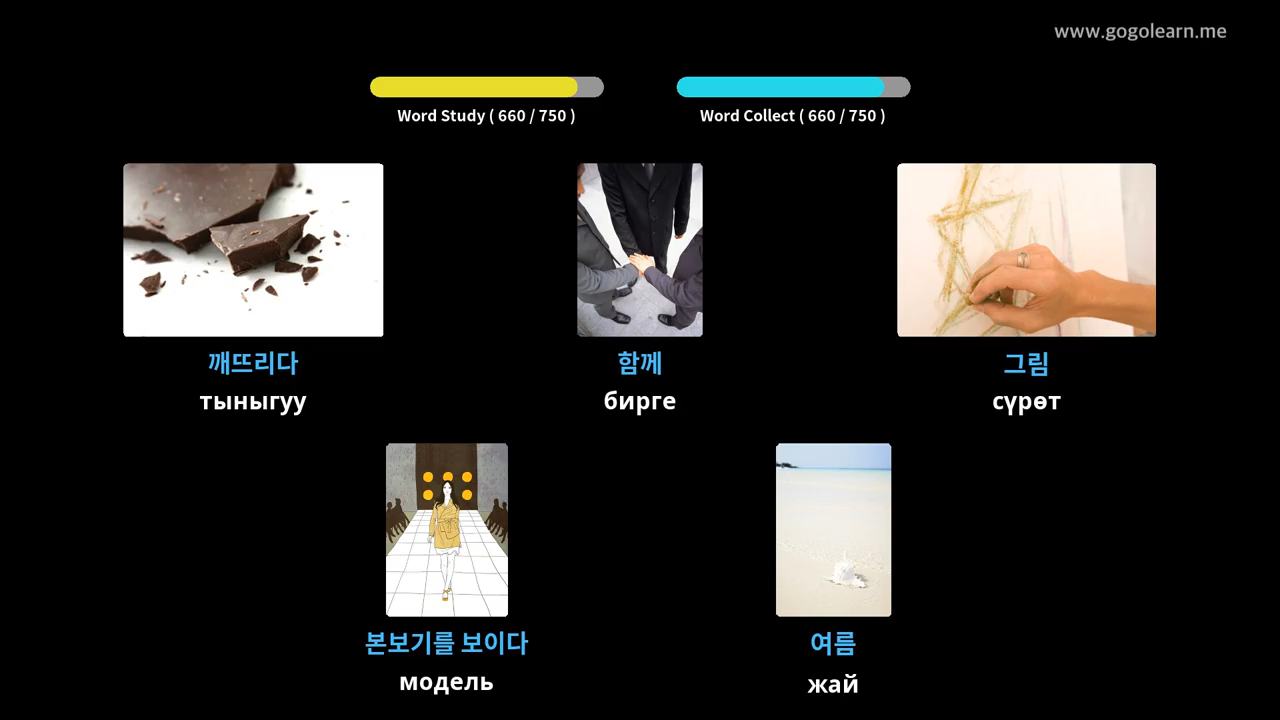 www.gogolearn.me
Word Study ( 660 / 750 )
Word Collect ( 660 / 750 )
깨뜨리다
тыныгуу
함께
бирге
그림
сүрөт
본보기를 보이다
модель
여름
жай